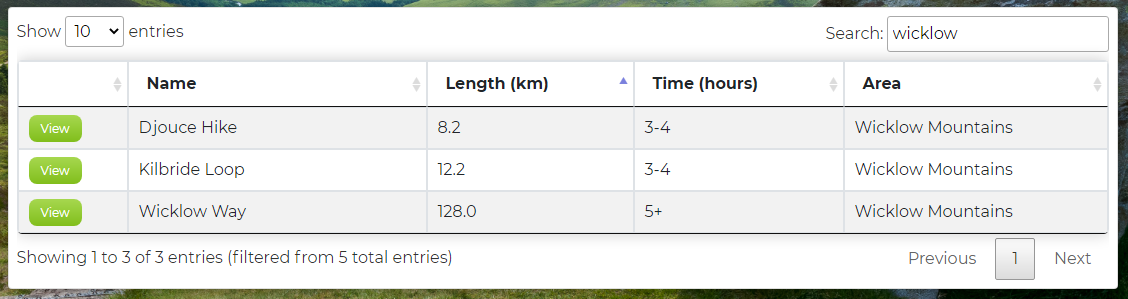 Show 10 entries Search: wicklow
Name Length (km) Time (hours) Area
View Djouce Hike 8.2 3-4 Wicklow Mountains
View Kilbride Loop 12.2 3-4 Wicklow Mountains
View Wicklow Way 128.0 5+ Wicklow Mountains
Showing 1 to 3 of 3 entries (filtered from 5 total entries) Previous 1 Next